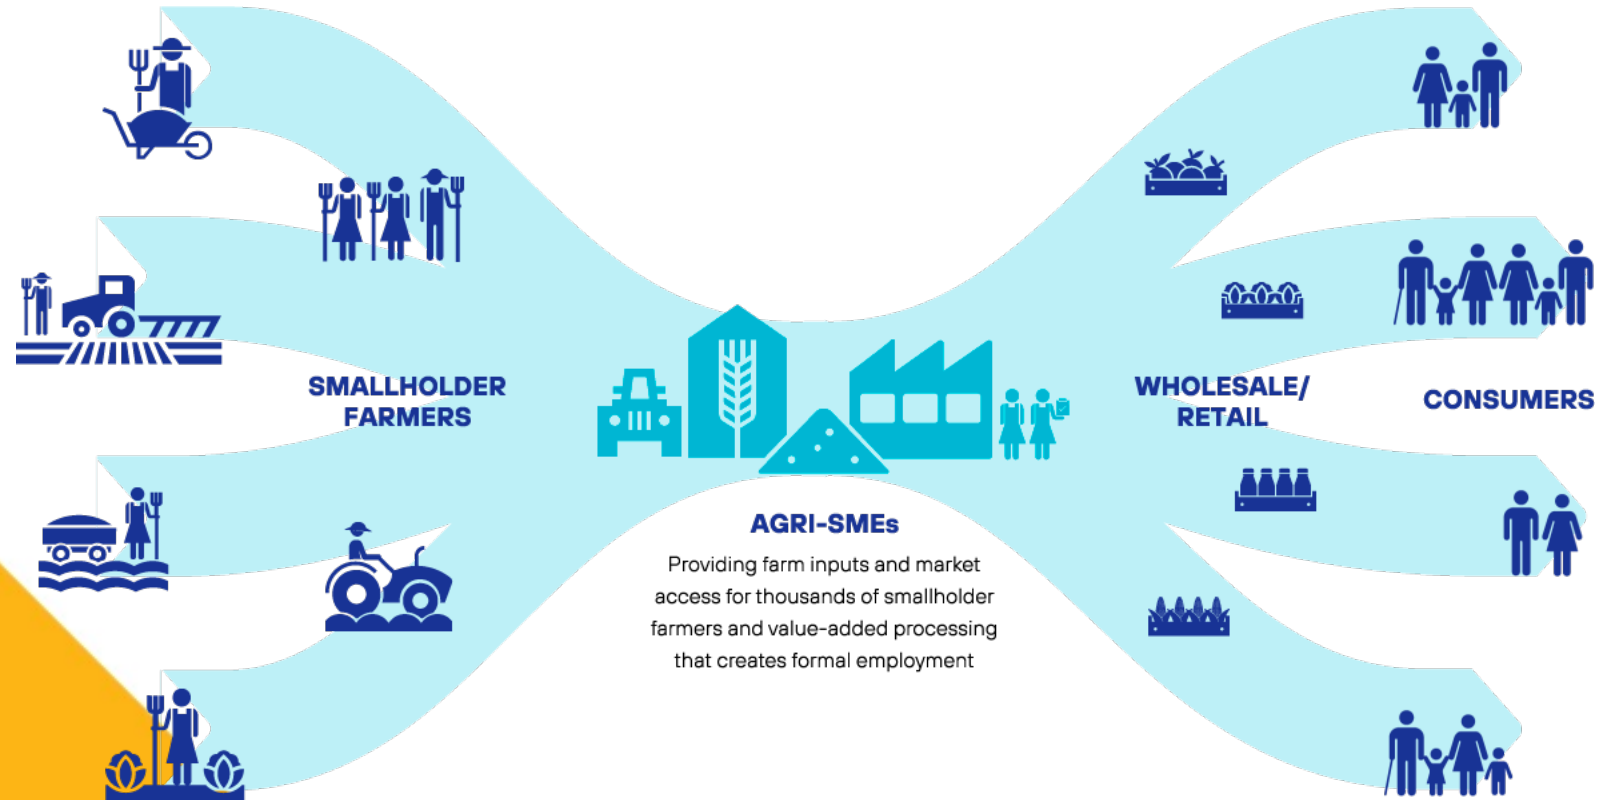 SMALLHOLDER
FARMERS
AGRI-SMEs
Providing farm inputs and market
access for thousands of smallholder
farmers and value-added processing
that creates formal employment
WHOLESALE/
RETAIL
CONSUMERS